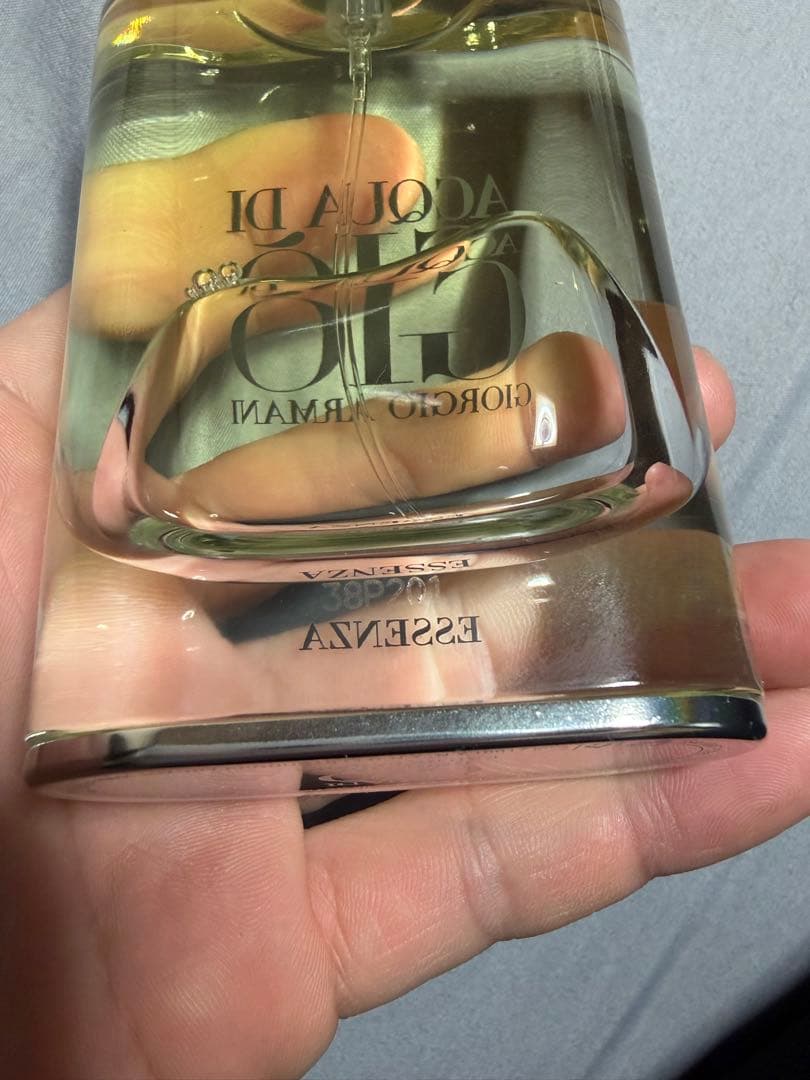 ACQUA DI
GIÒ
GIORGIO ARMANI
ESSENZA
38P201
ESSENZA